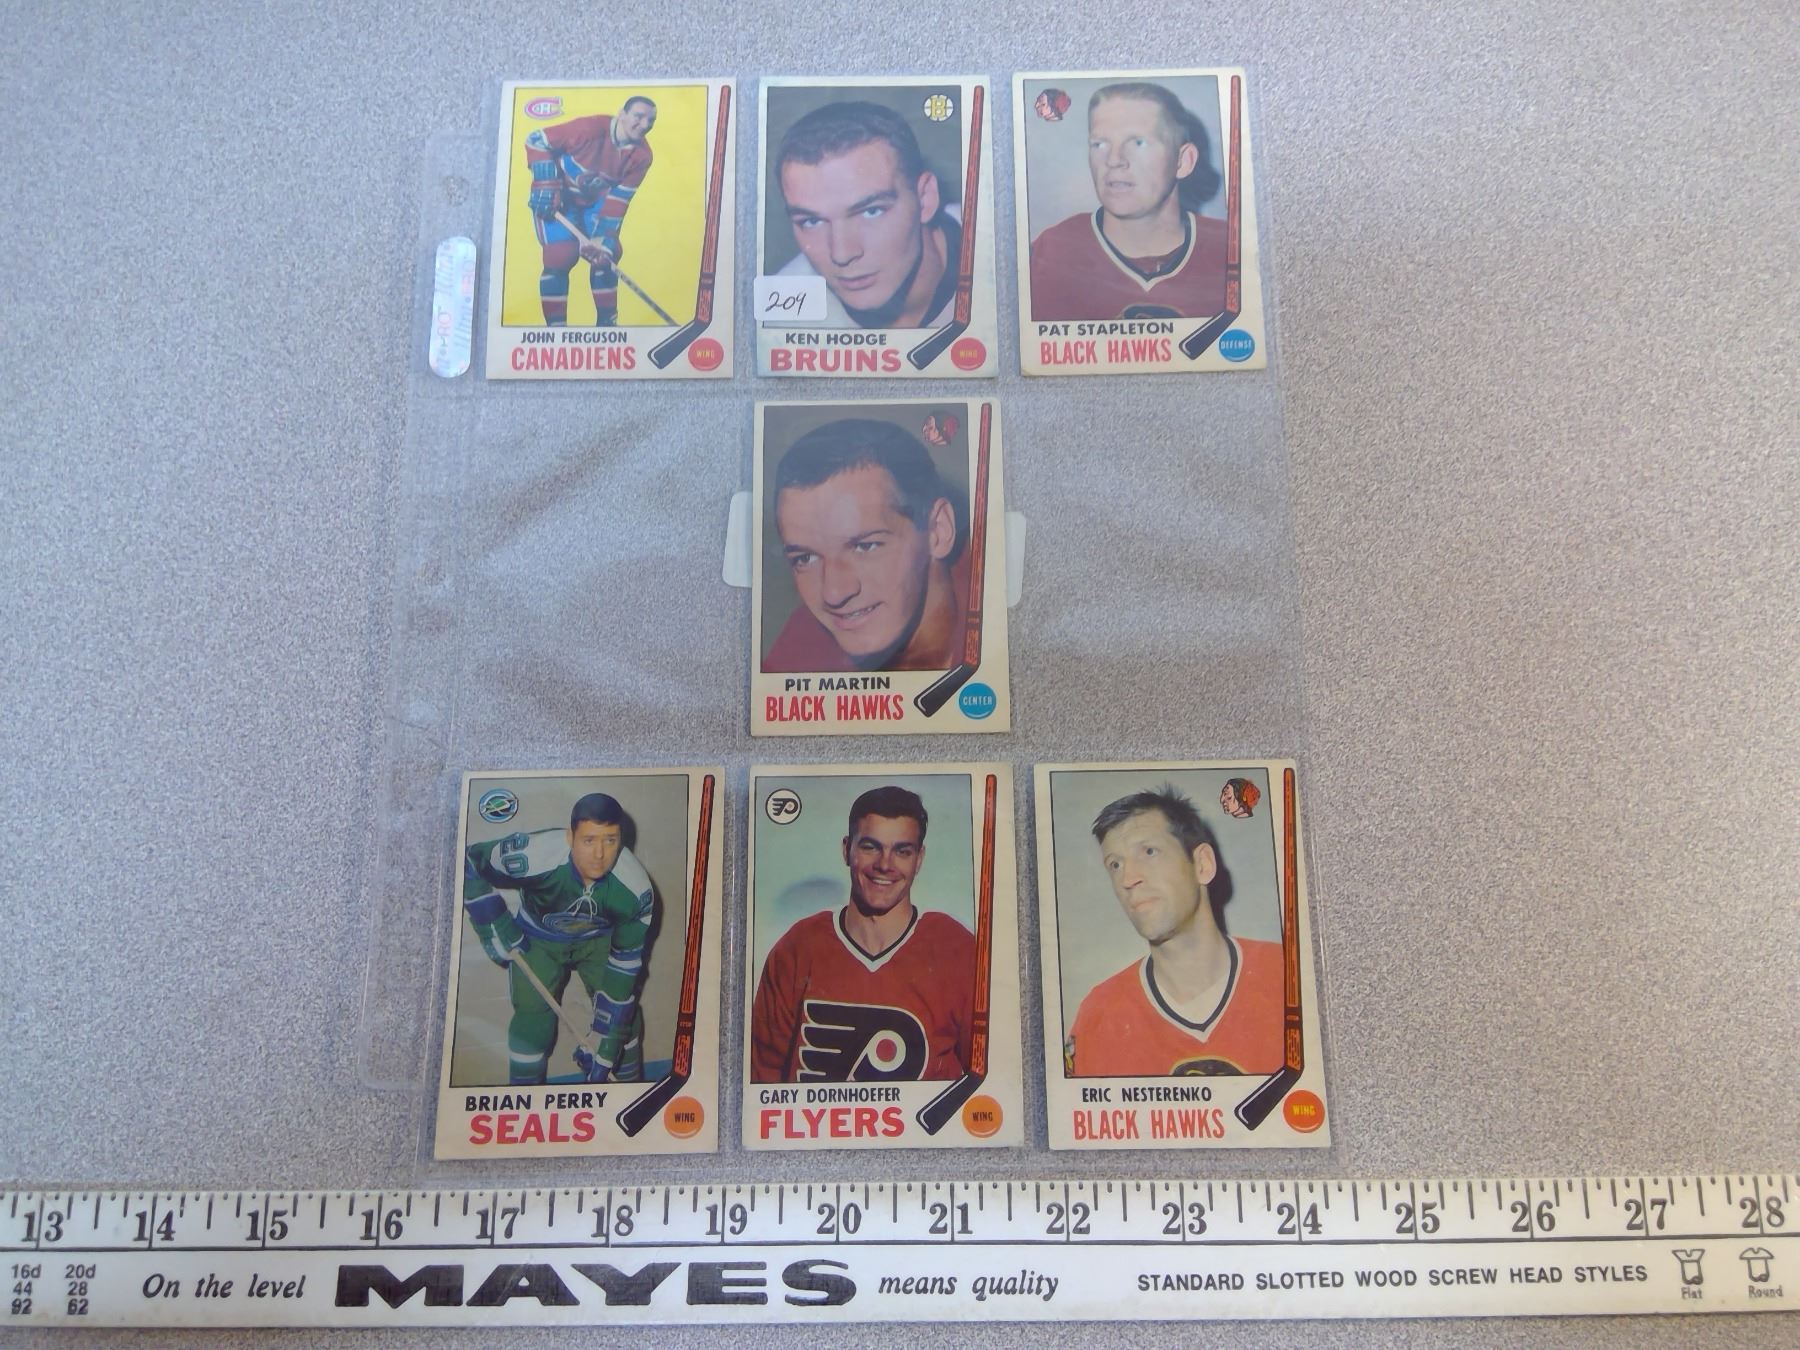 JOHN FERGUSON
CANADIENS
WING
209
KEN HODGE
BRUINS
WING
PAT STAPLETON
BLACK HAWKS
DEFENSE
PIT MARTIN
BLACK HAWKS
CENTER
20
BRIAN PERRY
SEALS
WING
GARY DORNHOEFER
FLYERS
WING
ERIC NESTERENKO
BLACK HAWKS
WING
13 14 15 16 17 18 19 20 21 22 23 24 25 26 27 28
16d 20d
44 28
92 62
On the level MAYES means quality STANDARD SLOTTED WOOD SCREW HEAD STYLES
Flat Round